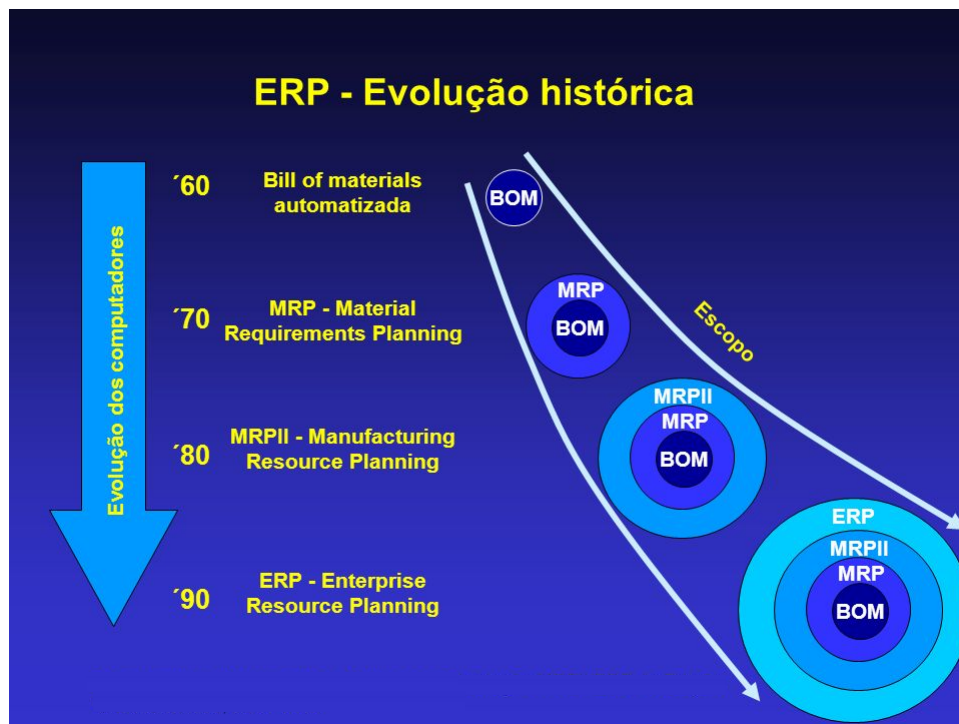 ERP - Evolução histórica
Evolução dos computadores
´60
Bill of materials
automatizada
BOM
´70
MRP - Material
Requirements Planning
MRP
BOM
Escopo
´80
MRPII - Manufacturing
Resource Planning
MRPII
MRP
BOM
´90
ERP - Enterprise
Resource Planning
ERP
MRPII
MRP
BOM